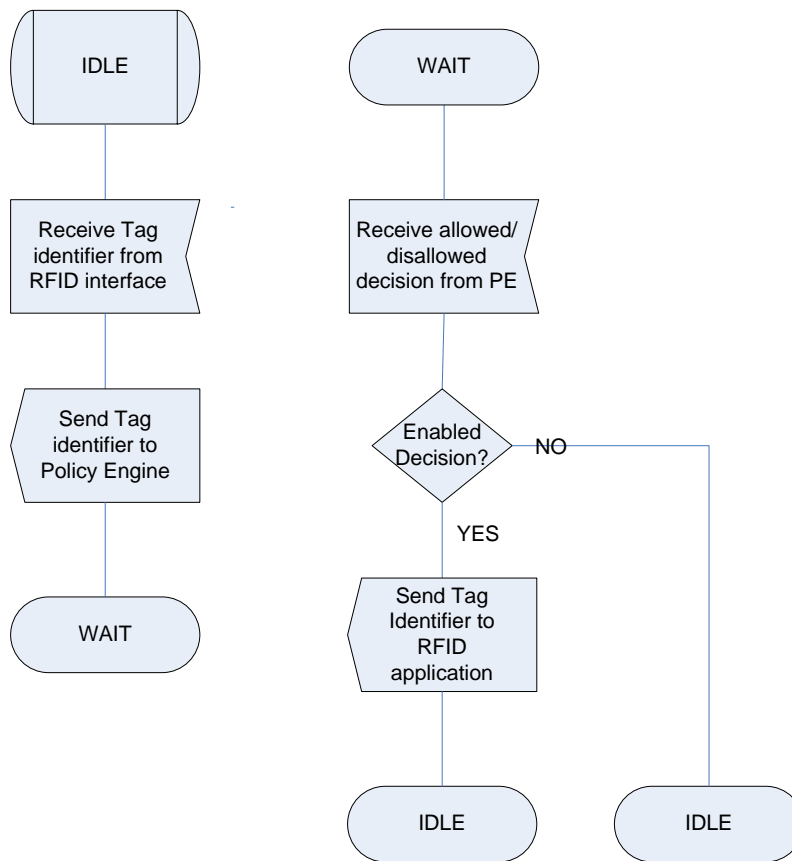 IDLE
Receive Tag
identifier from
RFID interface
Send Tag
identifier to
Policy Engine
WAIT
WAIT
Receive allowed/
disallowed
decision from PE
Enabled
Decision?
NO
YES
Send Tag
Identifier to
RFID
application
IDLE
IDLE